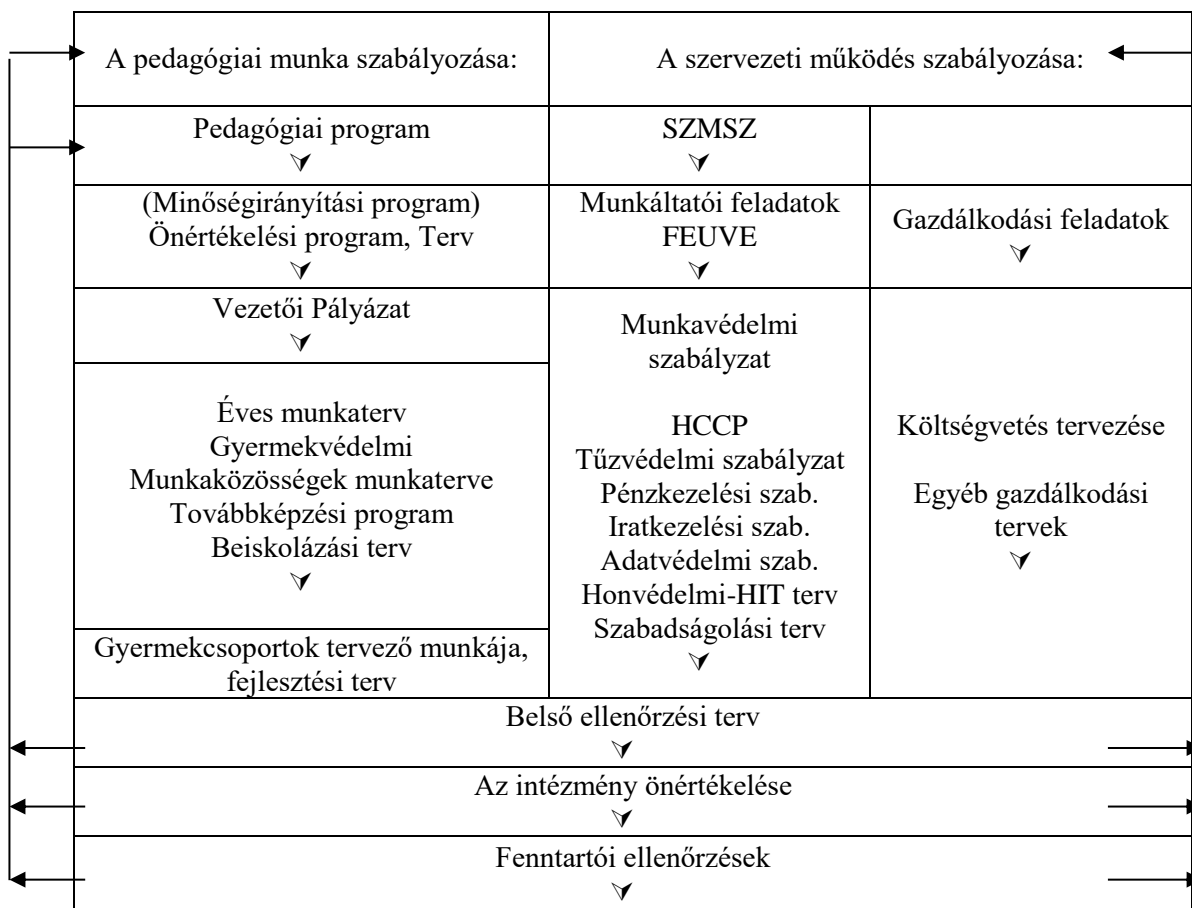 A pedagógiai munka szabályozása:
A szervezeti működés szabályozása:
Pedagógiai program
SZMSZ
(Minőségirányítási program)
Önértékelési program, Terv
Munkáltatói feladatok
FEUVE
Gazdálkodási feladatok
Vezetői Pályázat
Éves munkaterv
Gyermekvédelmi
Munkaközösségek munkaterve
Továbbképzési program
Beiskolázási terv
Gyermekcsoportok tervező munkája,
fejlesztési terv
Munkavédelmi
szabályzat
HCCP
Tűzvédelmi szabályzat
Pénzkezelési szab.
Iratkezelési szab.
Adatvédelmi szab.
Honvédelmi-HIT terv
Szabadságolási terv
Költségvetés tervezése
Egyéb gazdálkodási
tervek
Belső ellenőrzési terv
Az intézmény önértékelése
Fenntartói ellenőrzések